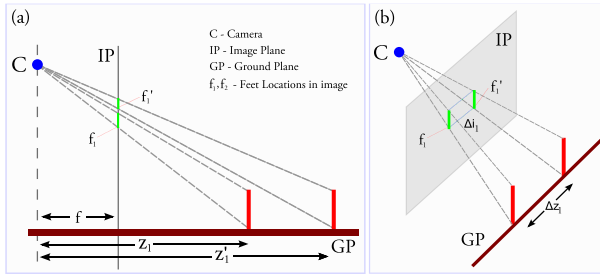 (a)
C
IP
C - Camera
IP - Image Plane
GP - Ground Plane
f₁,f₂ - Feet Locations in image
f₁'
f₁
f
z₁
z₁'
GP
(b)
C
IP
f₁'
f₁
Δi₁
Δz₁
GP